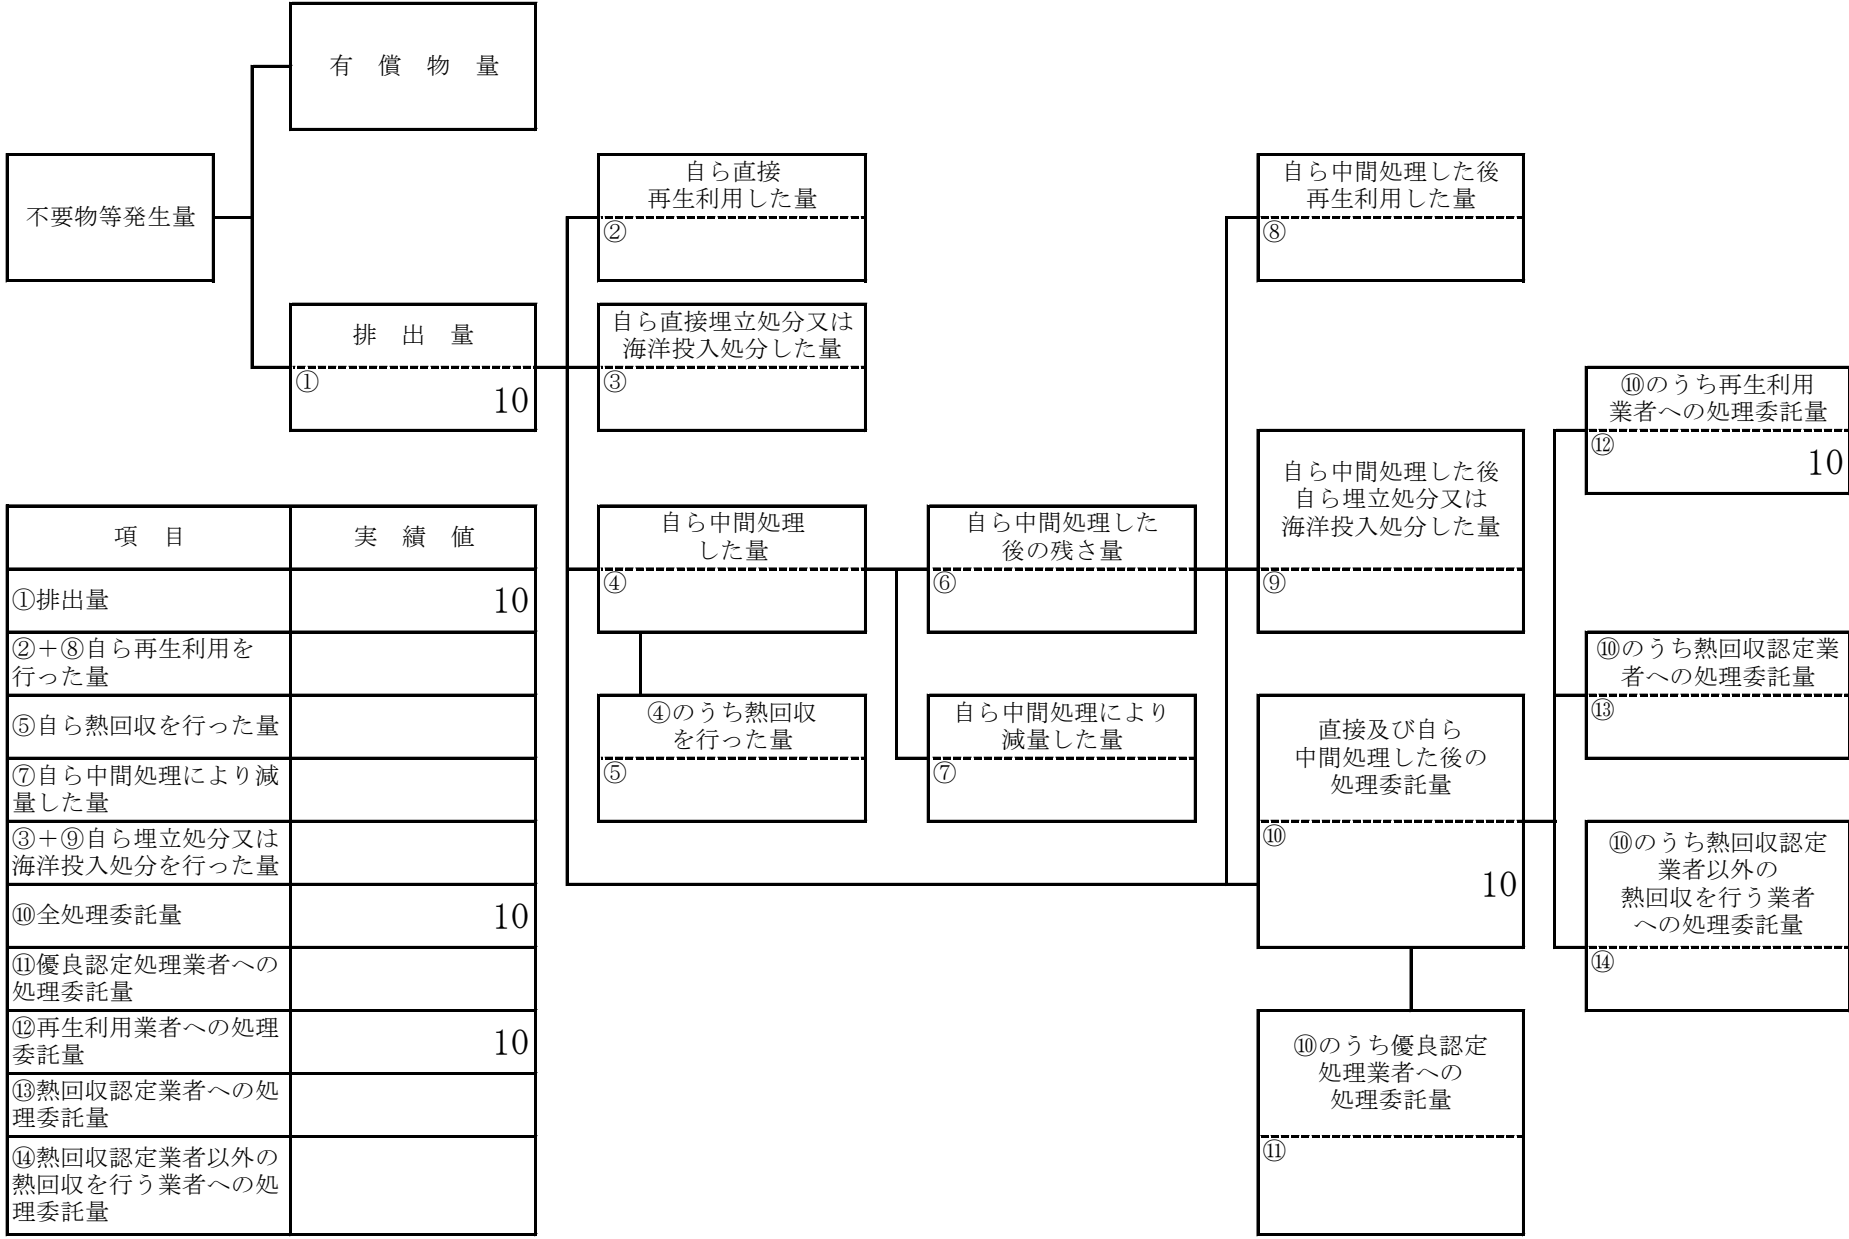 有 償 物 量
不要物等発生量
排 出 量
①
10
自ら直接
再生利用した量
②
自ら直接埋立処分又は
海洋投入処分した量
③
自ら中間処理
した量
④
④のうち熱回収
を行った量
⑤
自ら中間処理した
後の残さ量
⑥
自ら中間処理により
減量した量
⑦
自ら中間処理した後
再生利用した量
⑧
自ら中間処理した後
自ら埋立処分又は
海洋投入処分した量
⑨
直接及び自ら
中間処理した後の
処理委託量
⑩
10
⑩のうち優良認定
処理業者への
処理委託量
⑪
⑩のうち再生利用
業者への処理委託量
⑫
10
⑩のうち熱回収認定業
者への処理委託量
⑬
⑩のうち熱回収認定
業者以外の
熱回収を行う業者
への処理委託量
⑭
項 目
実 績 値
①排出量
10
②+⑧自ら再生利用を
行った量
⑤自ら熱回収を行った量
⑦自ら中間処理により減
量した量
③+⑨自ら埋立処分又は
海洋投入処分を行った量
⑩全処理委託量
10
⑪優良認定処理業者への
処理委託量
⑫再生利用業者への処理
委託量
10
⑬熱回収認定業者への処
理委託量
⑭熱回収認定業者以外の
熱回収を行う業者への処
理委託量